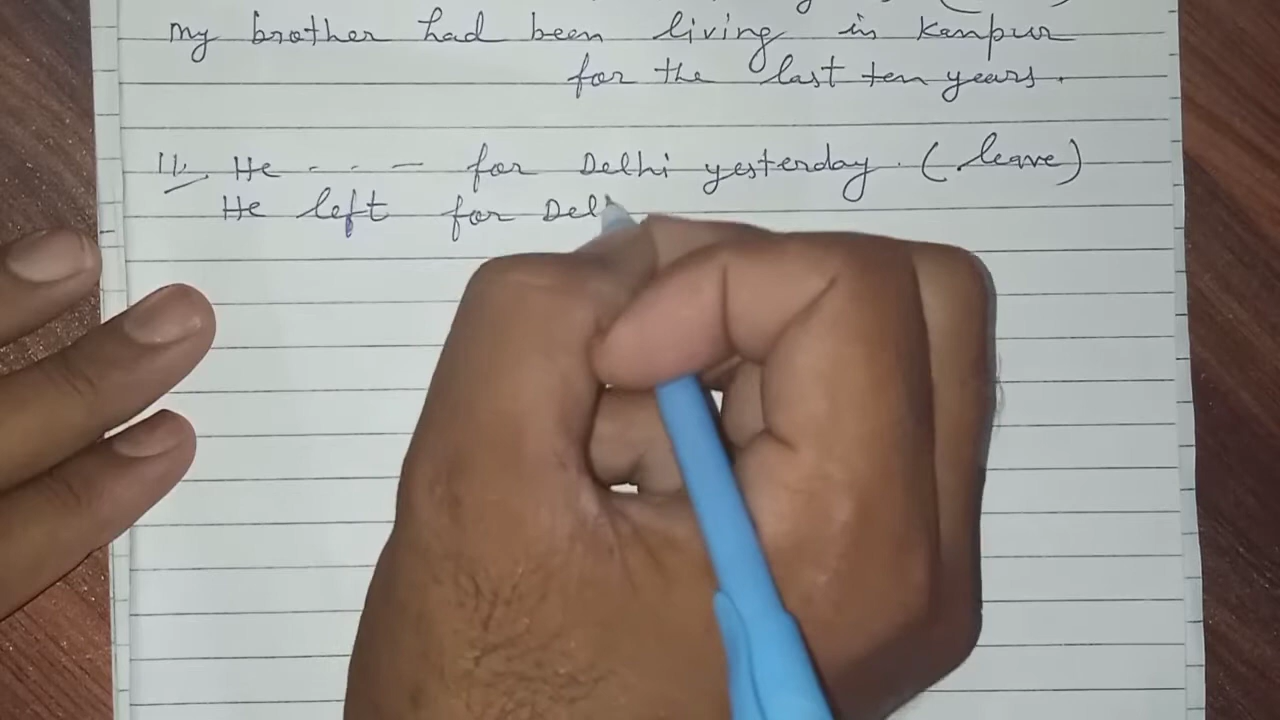 my brother had been living in Kanpur
for the last ten years.
11. He - - - for Delhi yesterday. (leave)
He left for Del